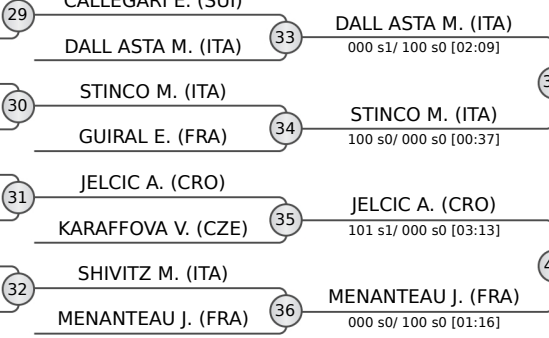 29
CALLEGARI E. (SUI)
DALL ASTA M. (ITA)
33
DALL ASTA M. (ITA)
000 s1/ 100 s0 [02:09]
30
STINCO M. (ITA)
GUIRAL E. (FRA)
34
STINCO M. (ITA)
100 s0/ 000 s0 [00:37]
31
JELCIC A. (CRO)
KARAFFOVA V. (CZE)
35
JELCIC A. (CRO)
101 s1/ 000 s0 [03:13]
32
SHIVITZ M. (ITA)
MENANTEAU J. (FRA)
36
MENANTEAU J. (FRA)
000 s0/ 100 s0 [01:16]